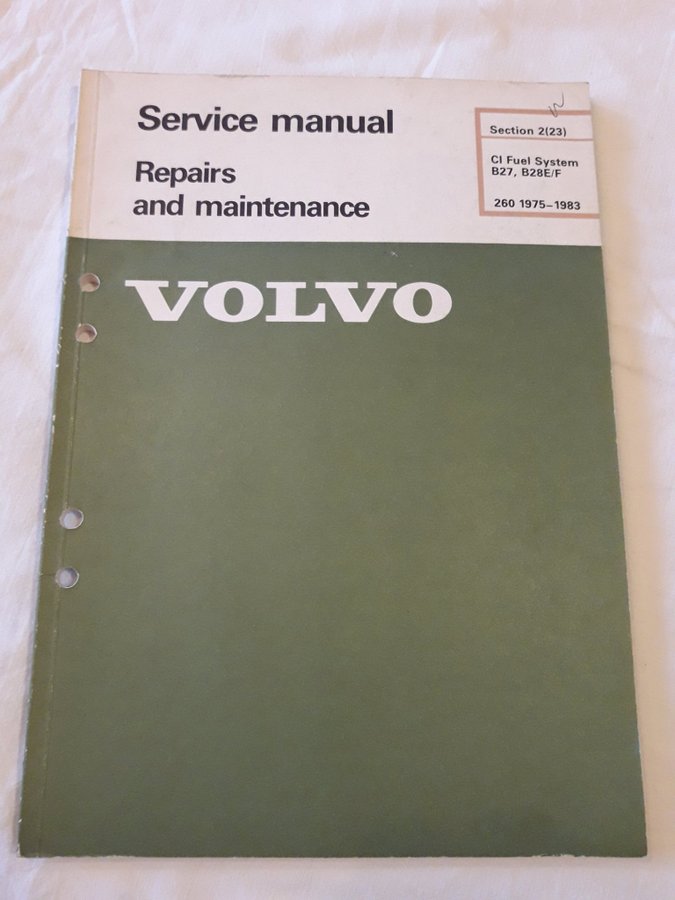 Service manual
Repairs
and maintenance
Section 2(23)
CI Fuel System
B27, B28E/F
260 1975–1983
VOLVO